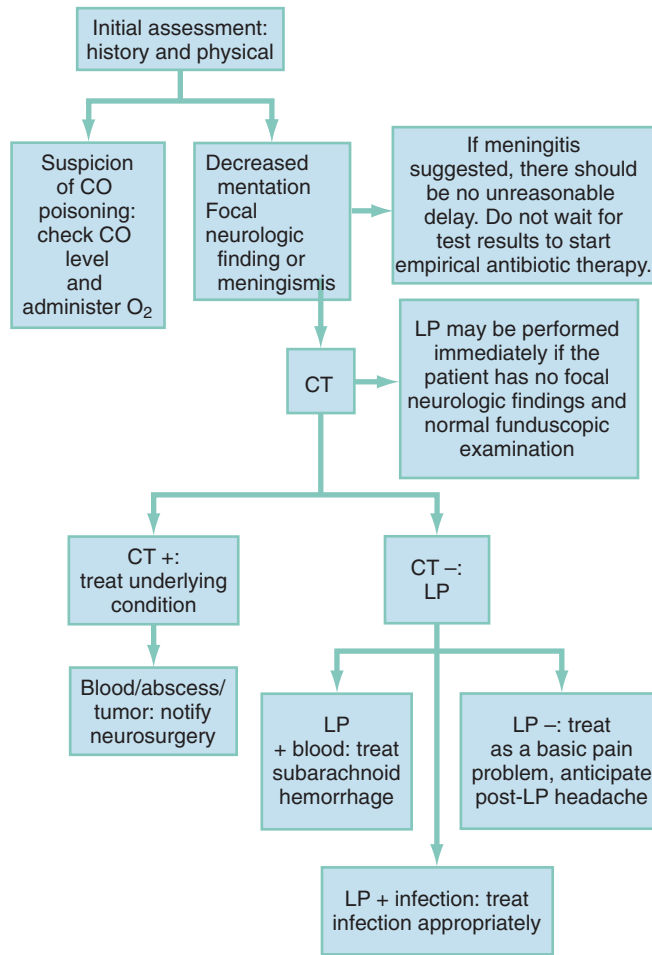 Initial assessment:
history and physical
Suspicion
of CO
poisoning:
check CO
level
and
administer O₂
Decreased
mentation
Focal
neurologic
finding or
meningismis
If meningitis
suggested, there should
be no unreasonable
delay. Do not wait for
test results to start
empirical antibiotic therapy.
CT
LP may be performed
immediately if the
patient has no focal
neurologic findings and
normal funduscopic
examination
CT +:
treat underlying
condition
CT –:
LP
Blood/abscess/
tumor: notify
neurosurgery
LP
+ blood: treat
subarachnoid
hemorrhage
LP –: treat
as a basic pain
problem, anticipate
post-LP headache
LP + infection: treat
infection appropriately